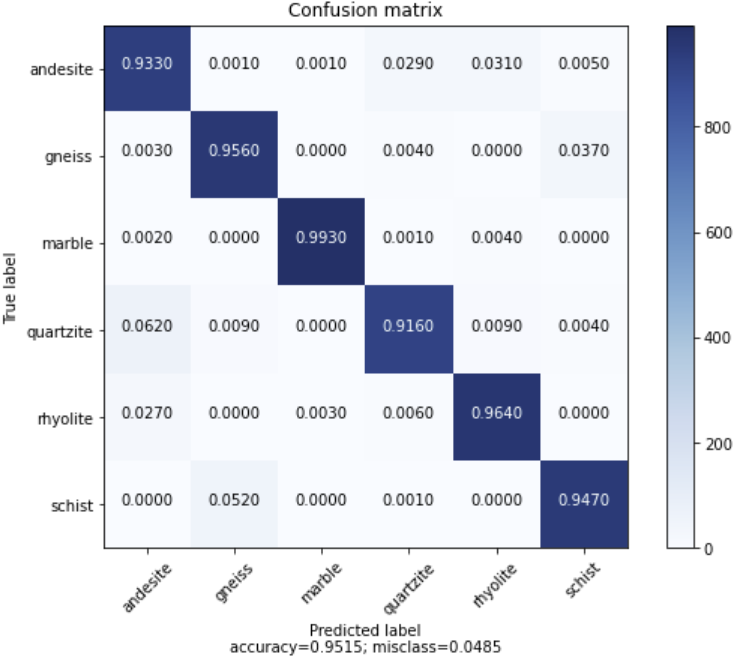 Confusion matrix
andesite 0.9330 0.0010 0.0010 0.0290 0.0310 0.0050
gneiss 0.0030 0.9560 0.0000 0.0040 0.0000 0.0370
marble 0.0020 0.0000 0.9930 0.0010 0.0040 0.0000
quartzite 0.0620 0.0090 0.0000 0.9160 0.0090 0.0040
rhyolite 0.0270 0.0000 0.0030 0.0060 0.9640 0.0000
schist 0.0000 0.0520 0.0000 0.0010 0.0000 0.9470
True label
andesite gneiss marble quartzite rhyolite schist
Predicted label
accuracy=0.9515; misclass=0.0485
800
600
400
200
0